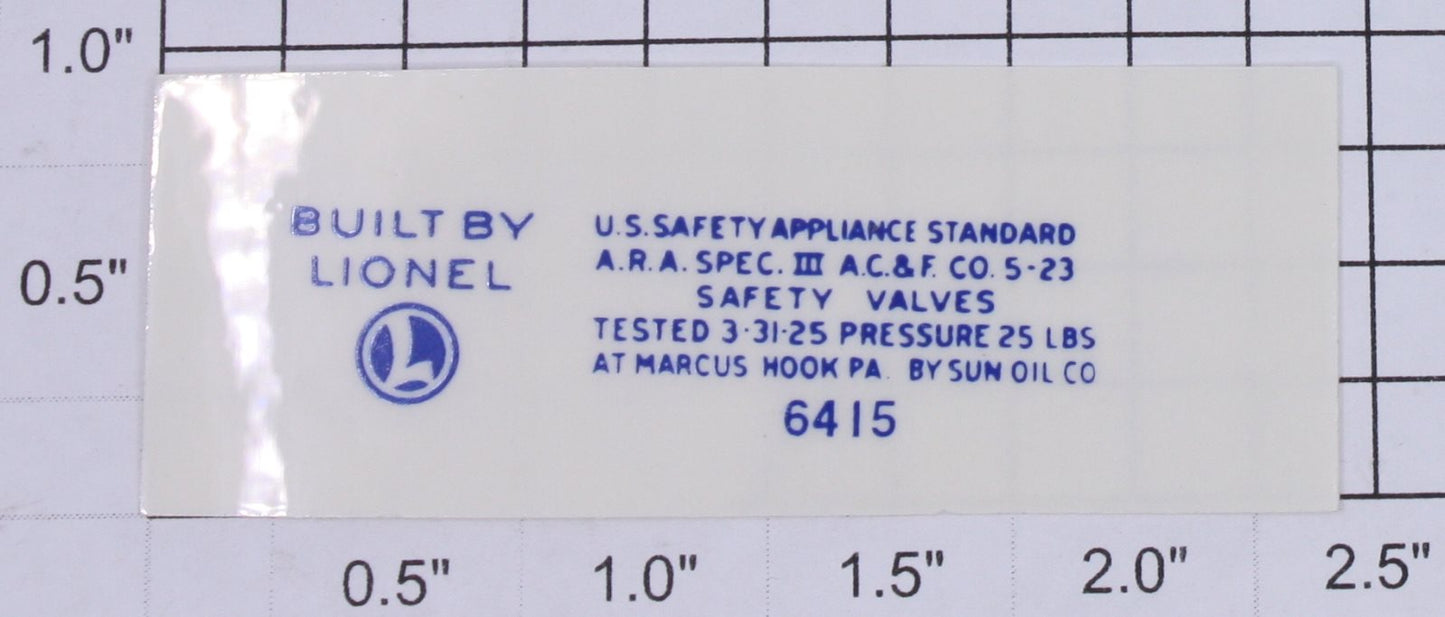 1.0"
0.5"
BUILT BY
LIONEL
L
U.S. SAFETY APPLIANCE STANDARD
A.R.A. SPEC. III A.C.&F. CO. 5-23
SAFETY VALVES
TESTED 3-31-25 PRESSURE 25 LBS
AT MARCUS HOOK PA. BY SUN OIL CO
6415
0.5" 1.0" 1.5" 2.0" 2.5"